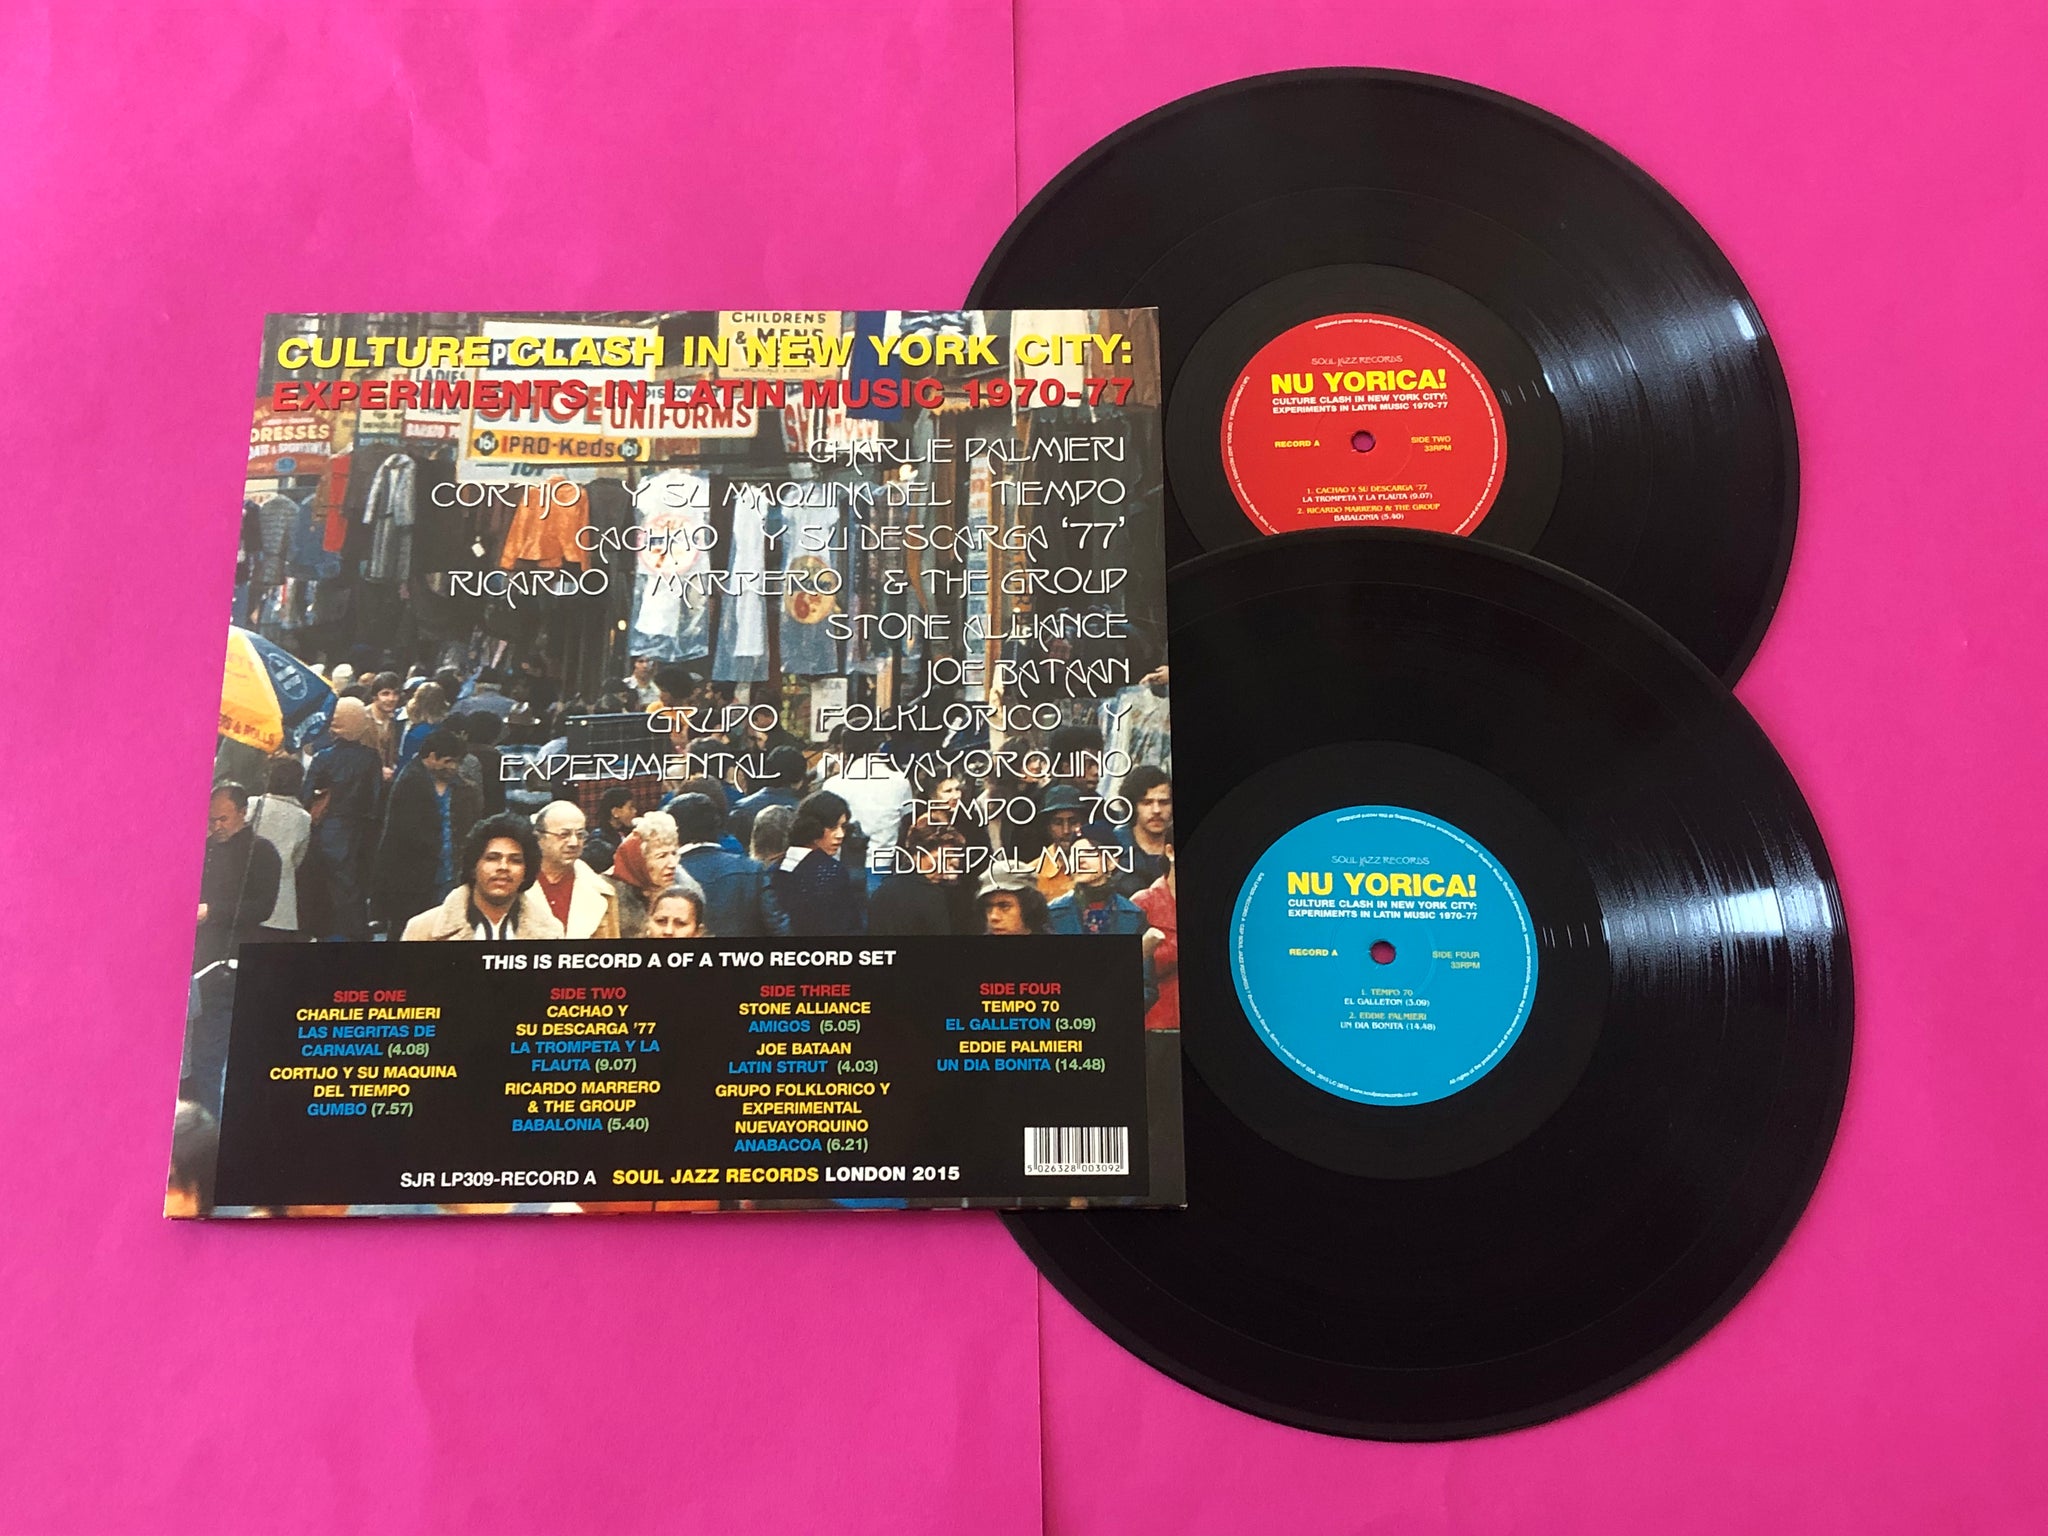 CHILDRENS
& MENS
CULTURE CLASH IN NEW YORK CITY:
EXPERIMENTS IN LATIN MUSIC 1970-77
LADIES
UNIFORMS
DRESSES
PRO-Keds
CHARLIE PALMIERI
CORTIJO Y SU MAQUINA DEL TIEMPO
CACHAO Y SU DESCARGA '77'
RICARDO MARRERO & THE GROUP
STONE ALLIANCE
JOE BATAAN
GRUPO FOLKLORICO Y
EXPERIMENTAL NUEVAYORQUINO
TEMPO 70
EDDIE PALMIERI
THIS IS RECORD A OF A TWO RECORD SET
SIDE ONE
CHARLIE PALMIERI
LAS NEGRITAS DE
CARNAVAL (4.08)
CORTIJO Y SU MAQUINA
DEL TIEMPO
GUMBO (7.57)
SIDE TWO
CACHAO Y
SU DESCARGA '77
LA TROMPETA Y LA
FLAUTA (9.07)
RICARDO MARRERO
& THE GROUP
BABALONIA (5.40)
SIDE THREE
STONE ALLIANCE
AMIGOS (5.05)
JOE BATAAN
LATIN STRUT (4.03)
GRUPO FOLKLORICO Y
EXPERIMENTAL
NUEVAYORQUINO
ANABACOA (6.21)
SIDE FOUR
TEMPO 70
EL GALLETON (3.09)
EDDIE PALMIERI
UN DIA BONITA (14.48)
5 026328 003092
SJR LP309-RECORD A SOUL JAZZ RECORDS LONDON 2015
SOUL JAZZ RECORDS
NU YORICA!
CULTURE CLASH IN NEW YORK CITY:
EXPERIMENTS IN LATIN MUSIC 1970-77
RECORD A
SIDE TWO
33RPM
1. CACHAO Y SU DESCARGA '77
LA TROMPETA Y LA FLAUTA (9.07)
2. RICARDO MARRERO & THE GROUP
BABALONIA (5.40)
SOUL JAZZ RECORDS
NU YORICA!
CULTURE CLASH IN NEW YORK CITY:
EXPERIMENTS IN LATIN MUSIC 1970-77
RECORD A
SIDE FOUR
33RPM
1. TEMPO 70
EL GALLETON (3.09)
2. EDDIE PALMIERI
UN DIA BONITA (14.48)